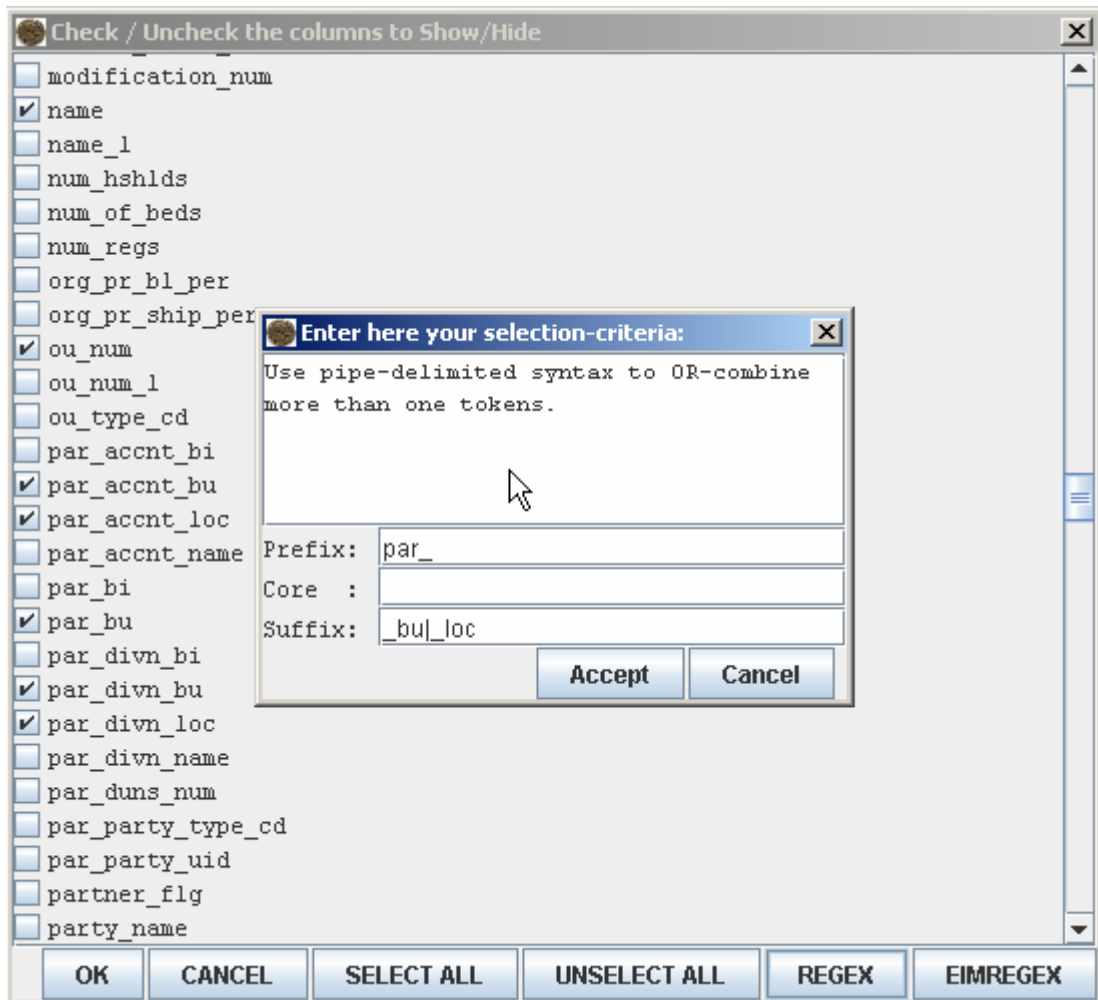 Check / Uncheck the columns to Show/Hide
modification_num
name
name_l
num_hshlds
num_of_beds
num_regs
org_pr_bl_per
org_pr_ship_per
ou_num
ou_num_l
ou_type_cd
par_accnt_bi
par_accnt_bu
par_accnt_loc
par_accnt_name
par_bi
par_bu
par_divn_bi
par_divn_bu
par_divn_loc
par_divn_name
par_duns_num
par_party_type_cd
par_party_uid
partner_flg
party_name
Enter here your selection-criteria:
Use pipe-delimited syntax to OR-combine
more than one tokens.
Prefix: par_
Core :
Suffix: _bu|_loc
Accept Cancel
OK CANCEL SELECT ALL UNSELECT ALL REGEX EIMREGEX